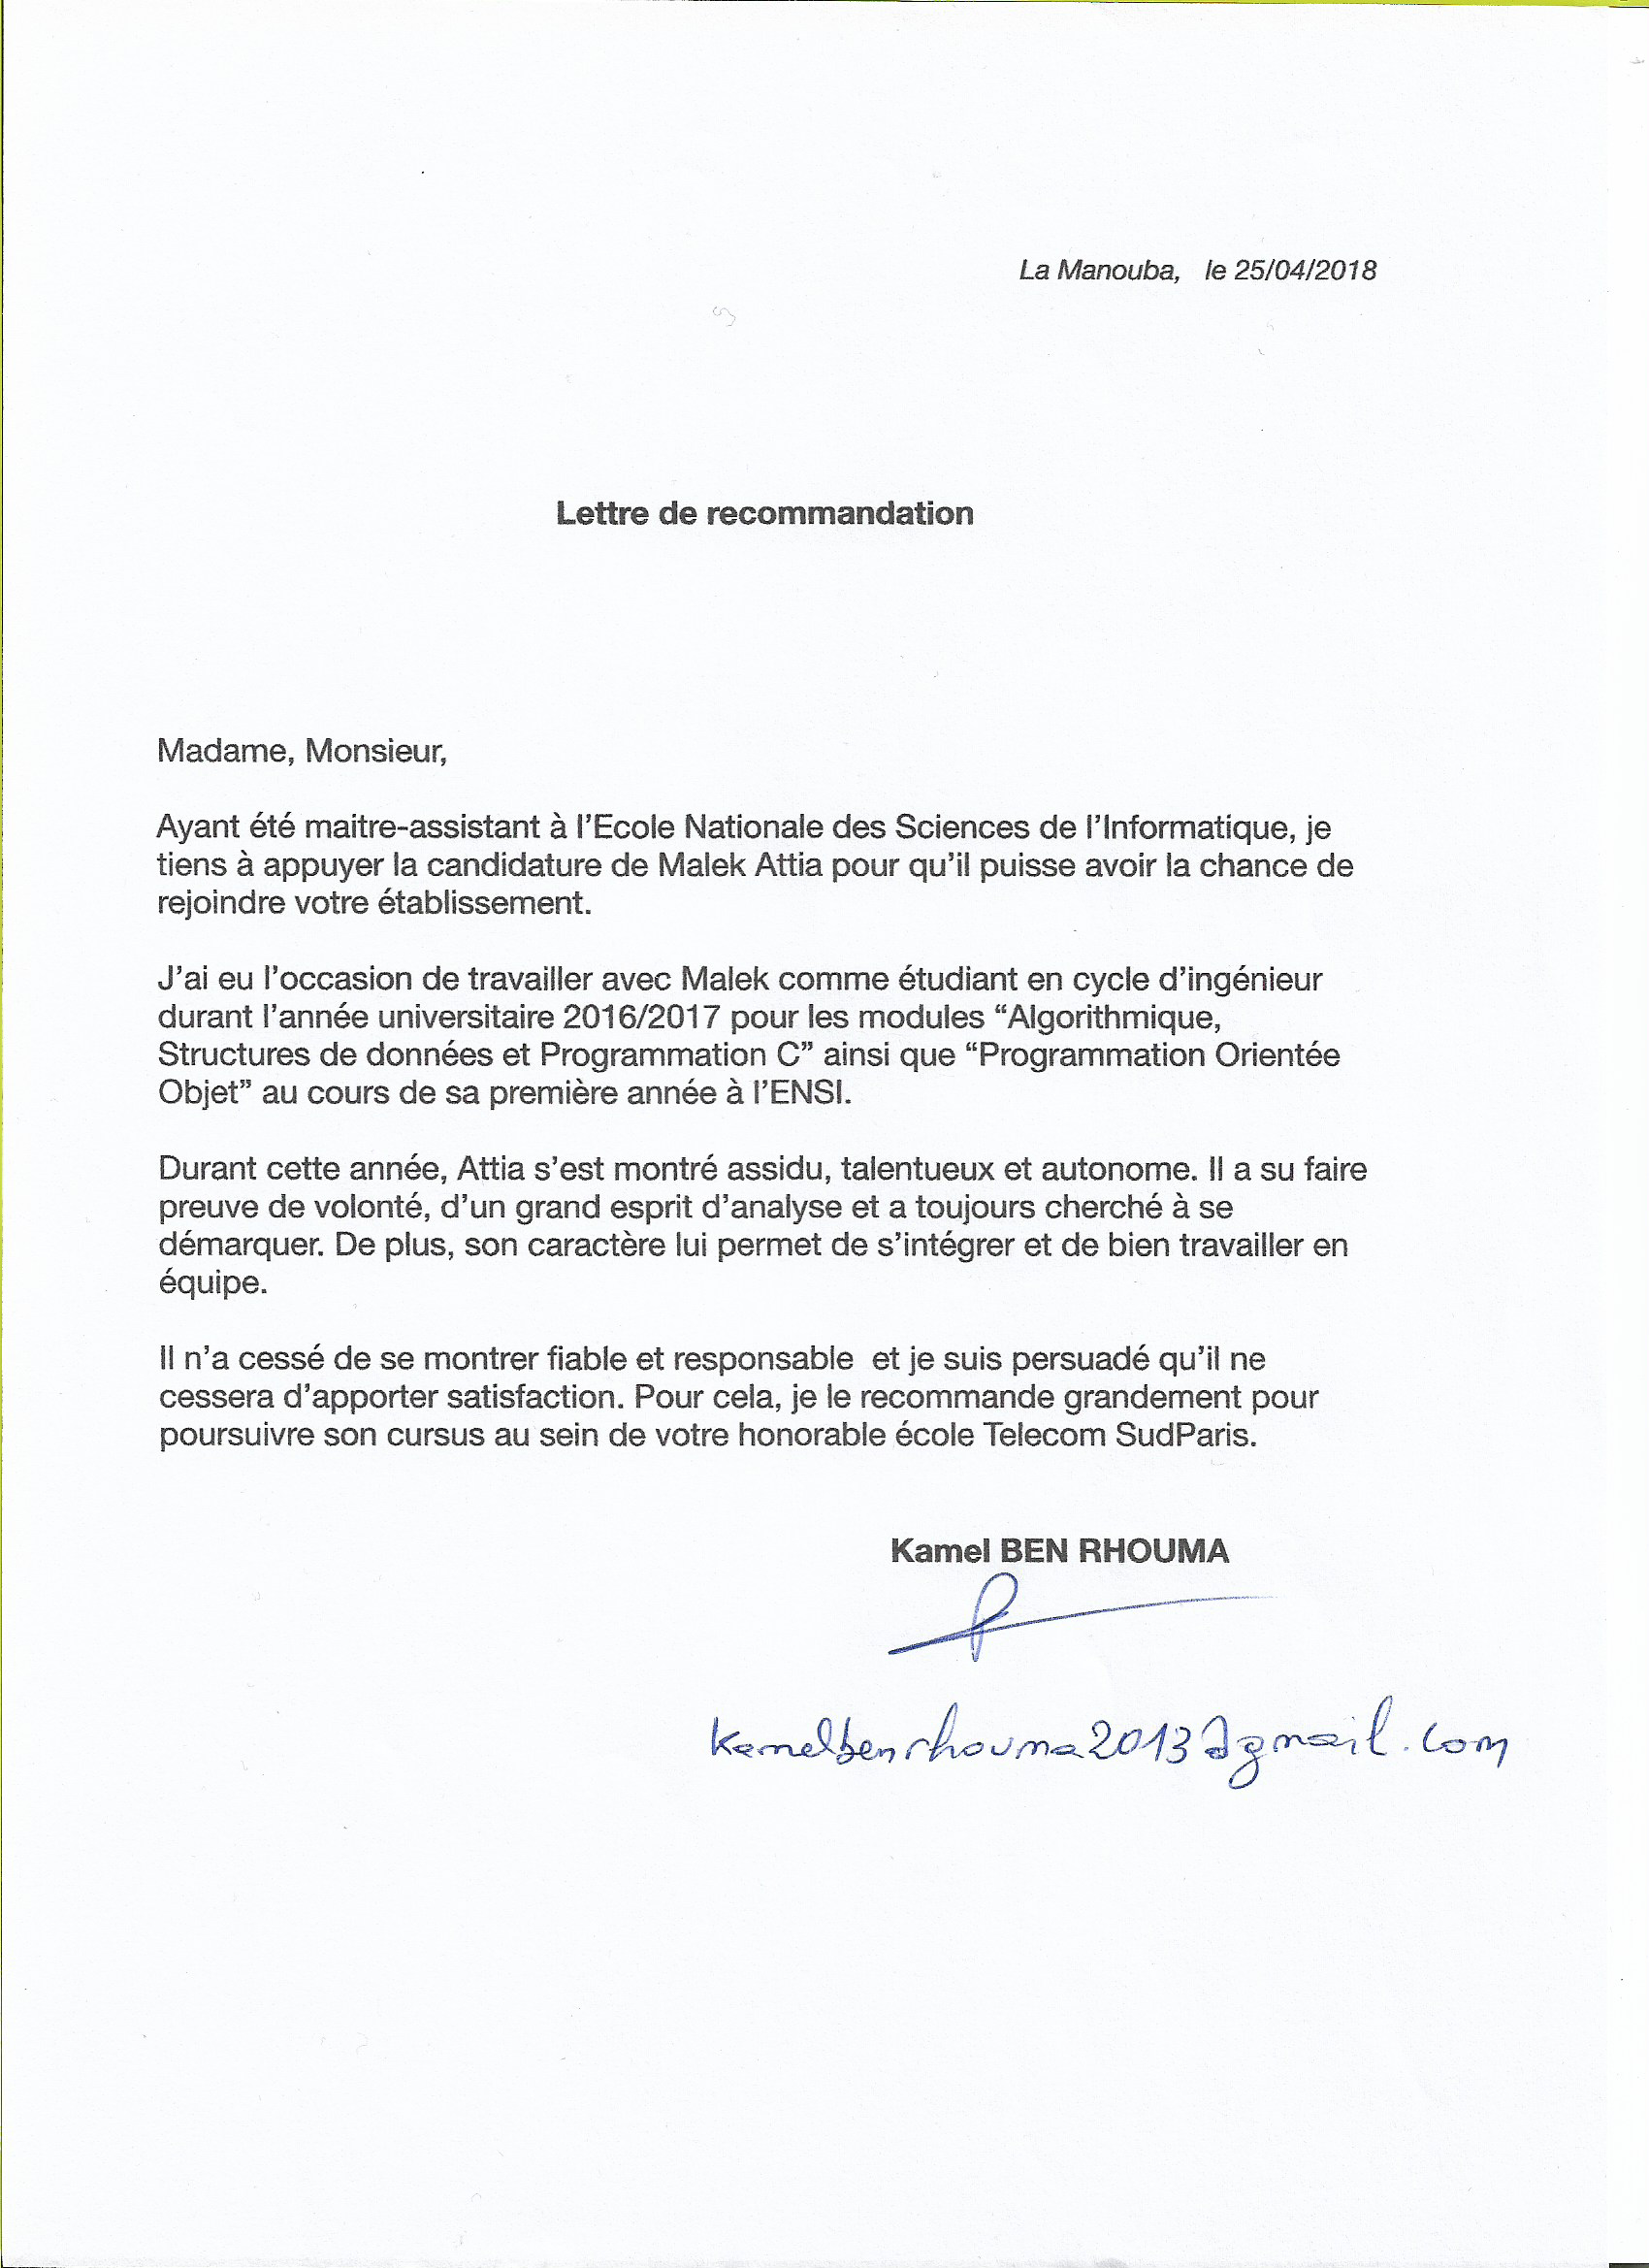 La Manouba, le 25/04/2018
Lettre de recommandation
Madame, Monsieur,
Ayant été maitre-assistant à l'Ecole Nationale des Sciences de l'Informatique, je
tiens à appuyer la candidature de Malek Attia pour qu'il puisse avoir la chance de
rejoindre votre établissement.
J'ai eu l'occasion de travailler avec Malek comme étudiant en cycle d'ingénieur
durant l'année universitaire 2016/2017 pour les modules “Algorithmique,
Structures de données et Programmation C” ainsi que “Programmation Orientée
Objet” au cours de sa première année à l'ENSI.
Durant cette année, Attia s'est montré assidu, talentueux et autonome. Il a su faire
preuve de volonté, d'un grand esprit d'analyse et a toujours cherché à se
démarquer. De plus, son caractère lui permet de s'intégrer et de bien travailler en
équipe.
Il n'a cessé de se montrer fiable et responsable  et je suis persuadé qu'il ne
cessera d'apporter satisfaction. Pour cela, je le recommande grandement pour
poursuivre son cursus au sein de votre honorable école Telecom SudParis.
Kamel BEN RHOUMA
kamelbenrhouma2013@gmail.com